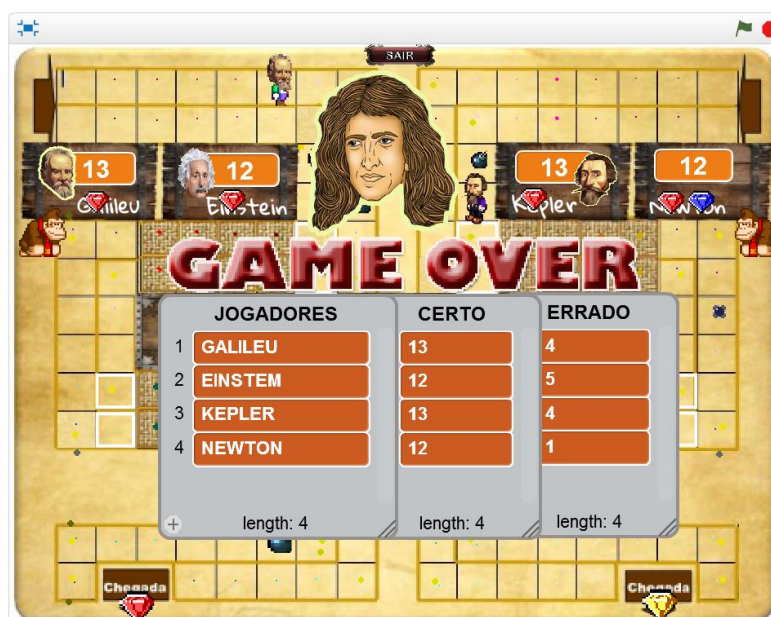 SAIR
13
12
13
12
Galileu
Einstein
Kepler
Newton
GAME OVER
JOGADORES CERTO ERRADO
1 GALILEU 13 4
2 EINSTEM 12 5
3 KEPLER 13 4
4 NEWTON 12 1
+ length: 4 length: 4 length: 4
Chegada
Chegada